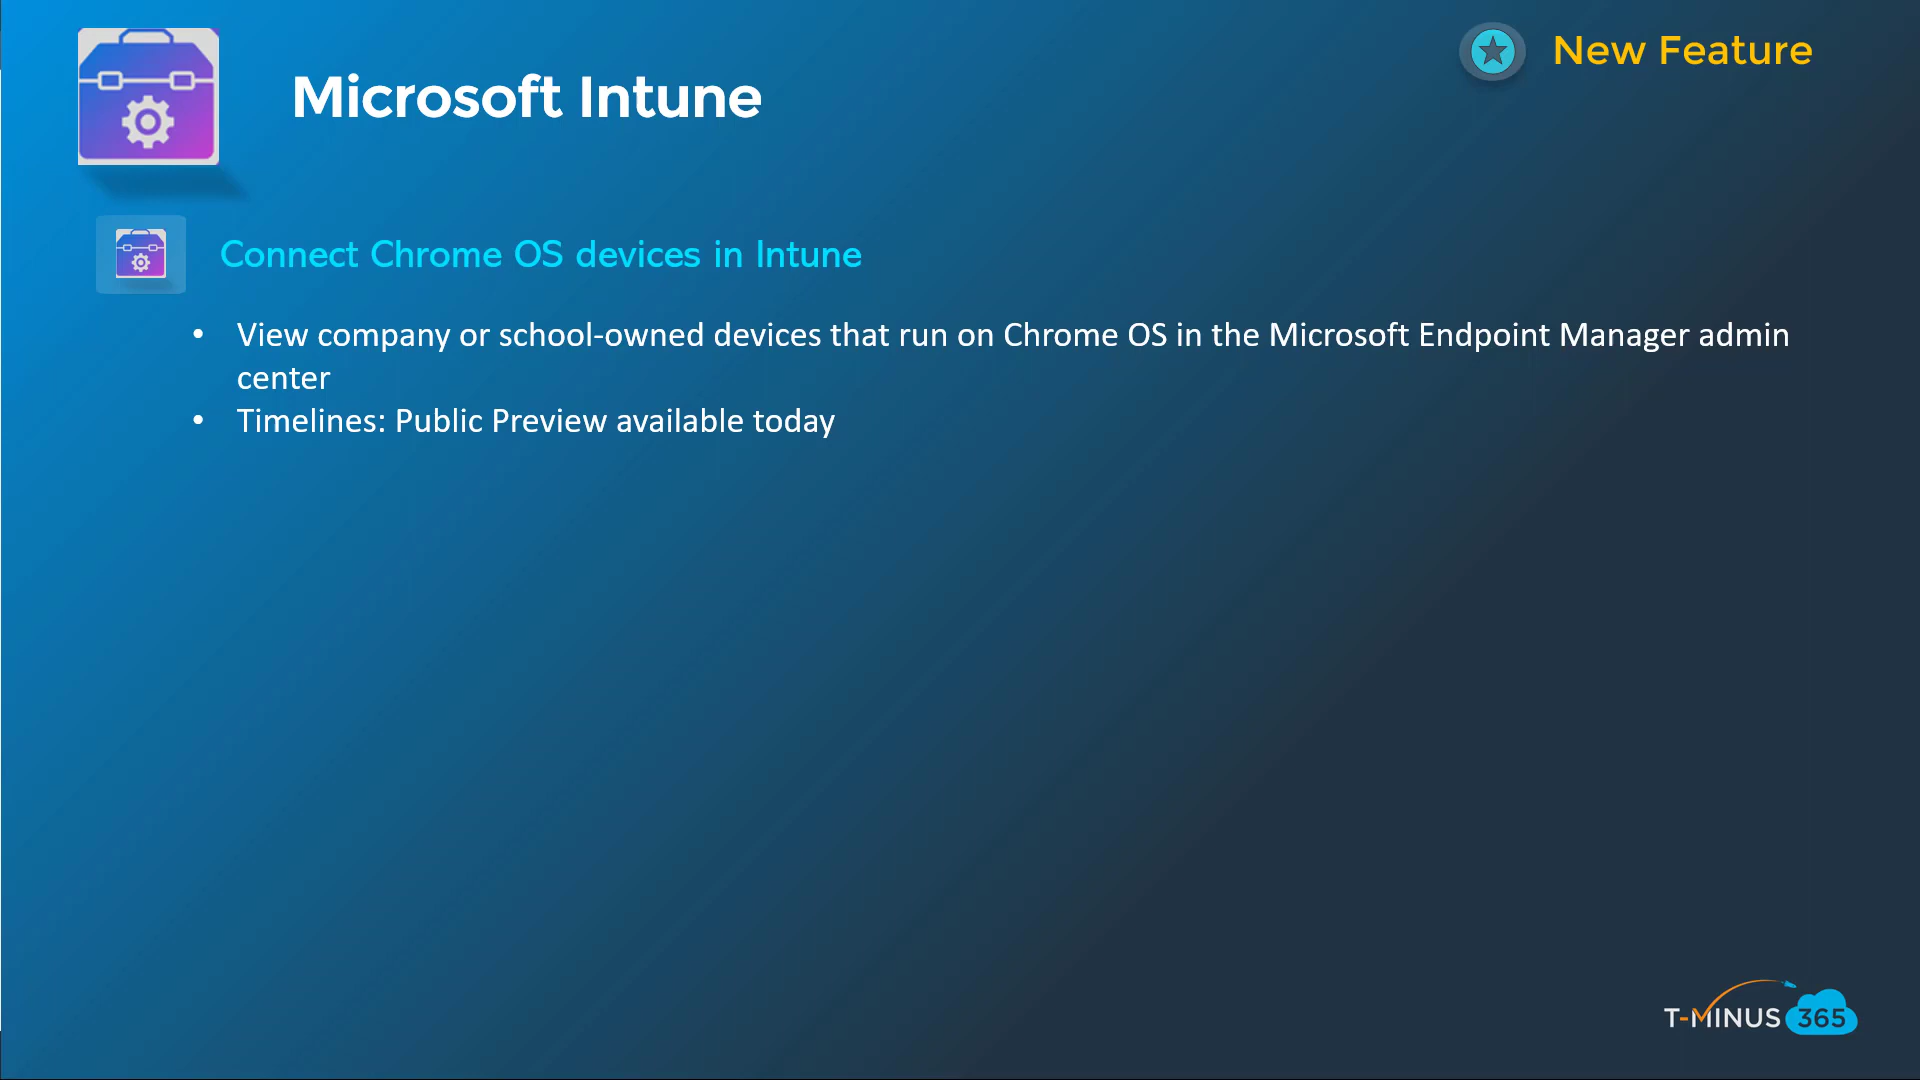 New Feature
Microsoft Intune
Connect Chrome OS devices in Intune
• View company or school-owned devices that run on Chrome OS in the Microsoft Endpoint Manager admin
center
• Timelines: Public Preview available today
T-MINUS 365